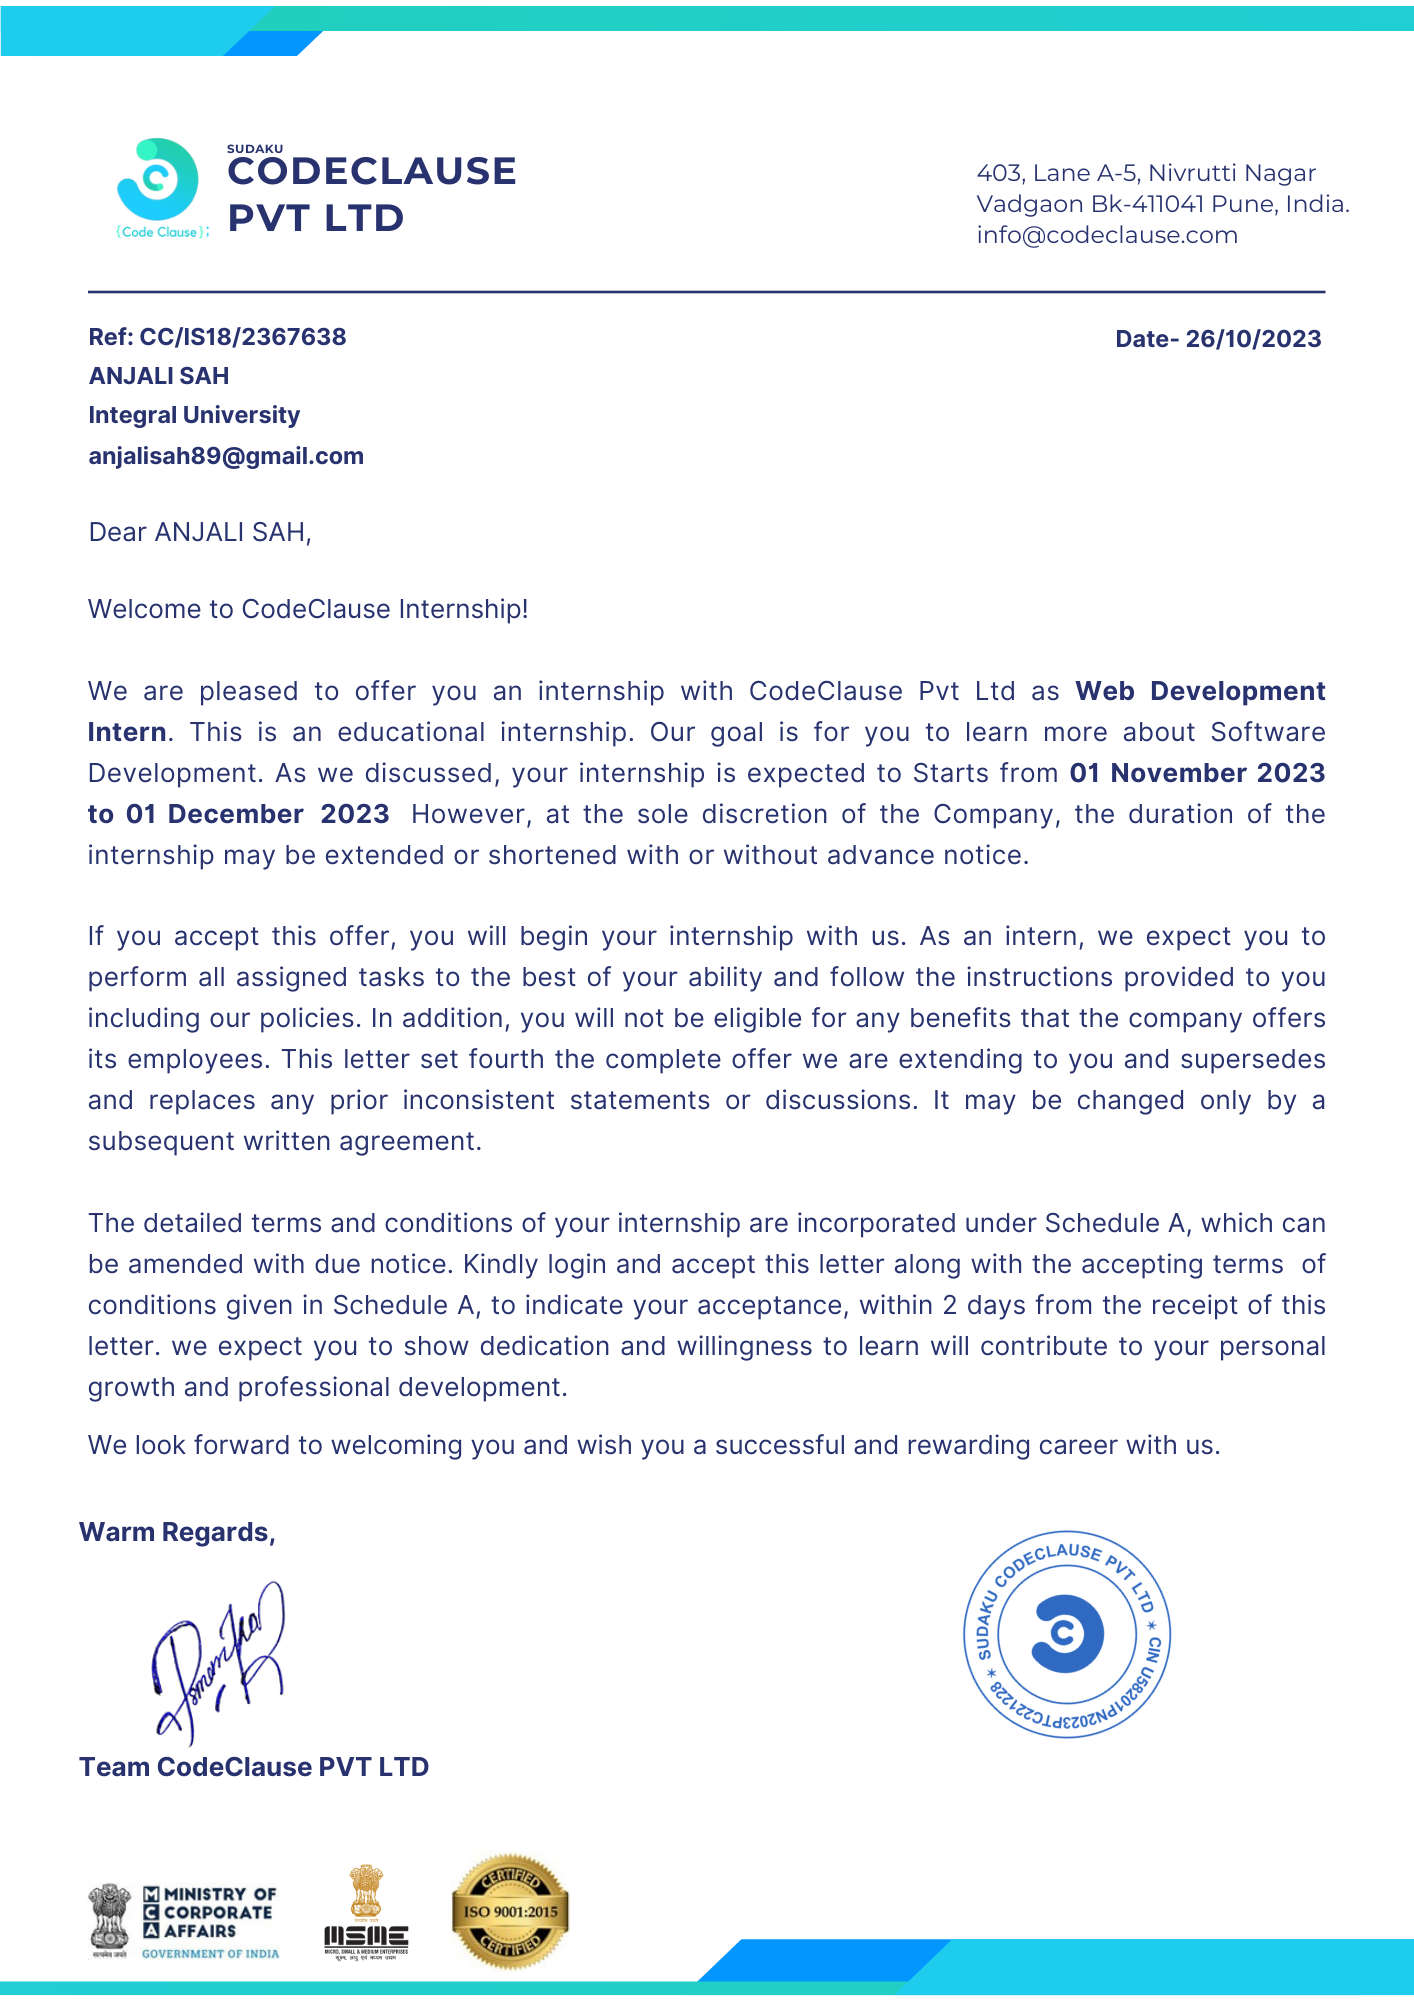 SUDAKU
CODECLAUSE
PVT LTD
{Code Clause};
403, Lane A-5, Nivrutti Nagar
Vadgaon Bk-411041 Pune, India.
info@codeclause.com
Ref: CC/IS18/2367638
Date- 26/10/2023
ANJALI SAH
Integral University
anjalisah89@gmail.com
Dear ANJALI SAH,
Welcome to CodeClause Internship!
We are pleased to offer you an internship with CodeClause Pvt Ltd as Web Development
Intern. This is an educational internship. Our goal is for you to learn more about Software
Development. As we discussed, your internship is expected to Starts from 01 November 2023
to 01 December 2023 However, at the sole discretion of the Company, the duration of the
internship may be extended or shortened with or without advance notice.
If you accept this offer, you will begin your internship with us. As an intern, we expect you to
perform all assigned tasks to the best of your ability and follow the instructions provided to you
including our policies. In addition, you will not be eligible for any benefits that the company offers
its employees. This letter set fourth the complete offer we are extending to you and supersedes
and replaces any prior inconsistent statements or discussions. It may be changed only by a
subsequent written agreement.
The detailed terms and conditions of your internship are incorporated under Schedule A, which can
be amended with due notice. Kindly login and accept this letter along with the accepting terms of
conditions given in Schedule A, to indicate your acceptance, within 2 days from the receipt of this
letter. we expect you to show dedication and willingness to learn will contribute to your personal
growth and professional development.
We look forward to welcoming you and wish you a successful and rewarding career with us.
Warm Regards,
Team CodeClause PVT LTD
SUDAKU CODECLAUSE PVT LTD ★ CIN U58201PN2023PTC221228 ★
सत्यमेव जयते
MCA
MINISTRY OF
CORPORATE
AFFAIRS
GOVERNMENT OF INDIA
MSME
MICRO, SMALL & MEDIUM ENTERPRISES
सूक्ष्म, लघु एवं मध्यम उद्यम
CERTIFIED
ISO 9001:2015
CERTIFIED